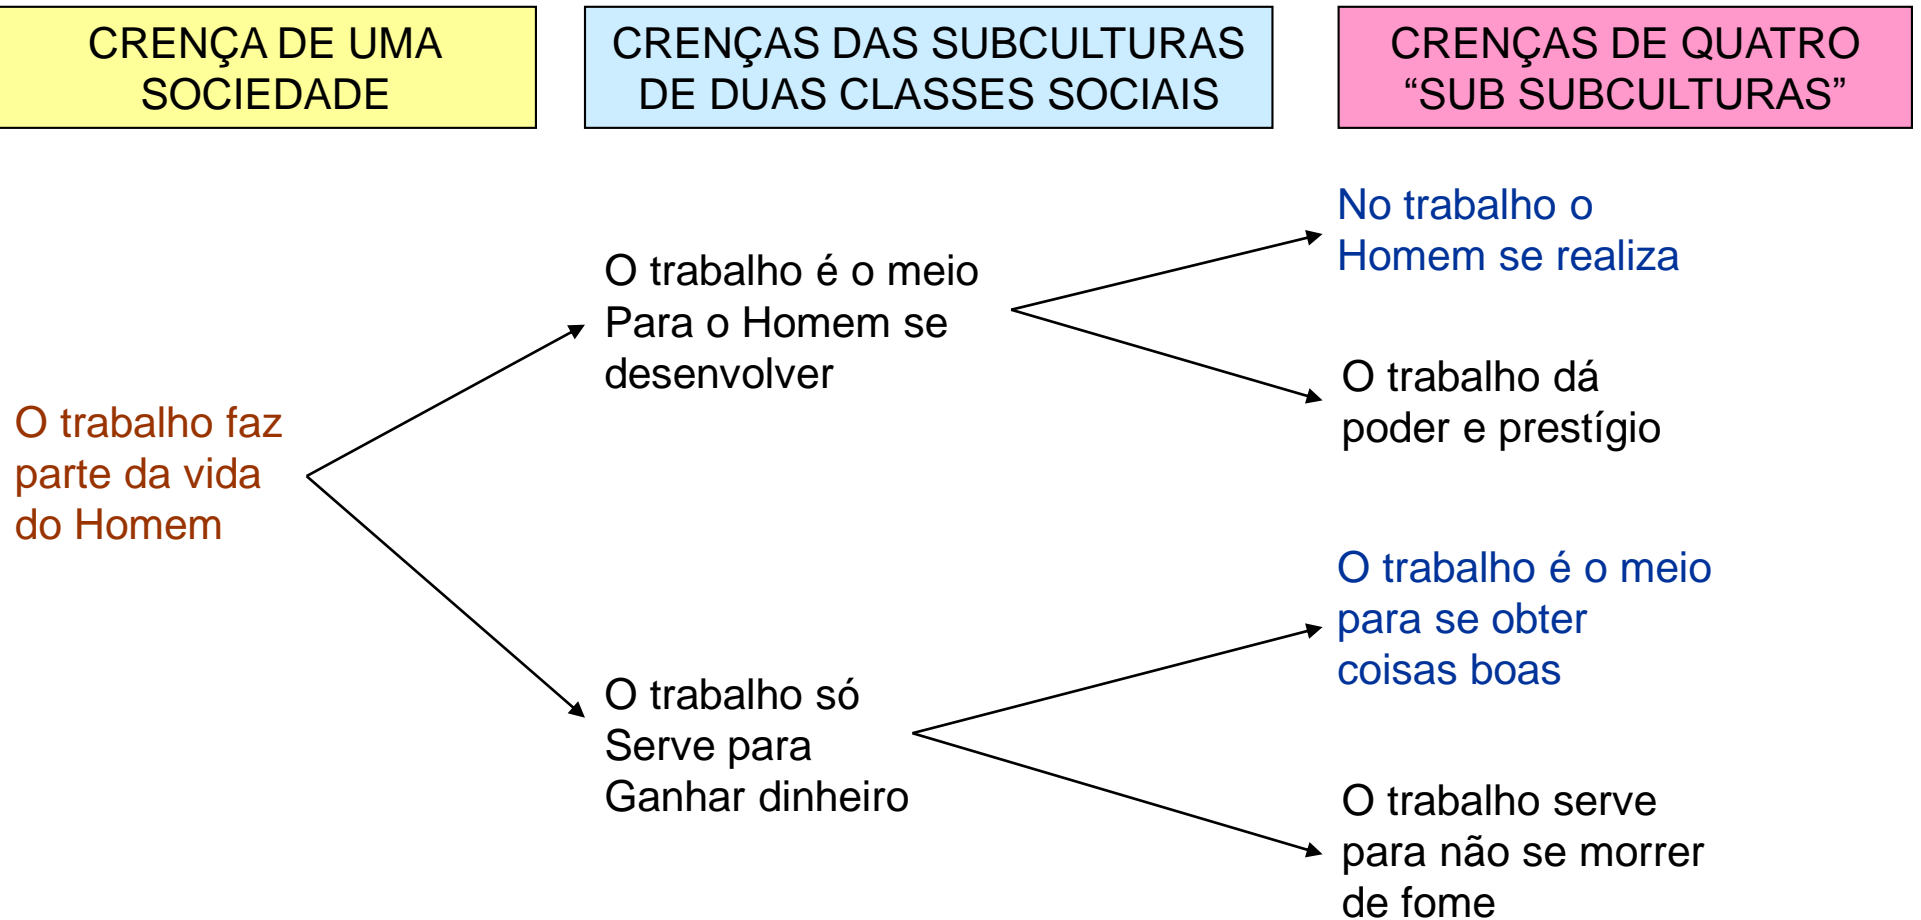 CRENÇA DE UMA
SOCIEDADE
CRENÇAS DAS SUBCULTURAS
DE DUAS CLASSES SOCIAIS
CRENÇAS DE QUATRO
“SUB SUBCULTURAS”
O trabalho faz
parte da vida
do Homem
O trabalho é o meio
Para o Homem se
desenvolver
O trabalho só
Serve para
Ganhar dinheiro
No trabalho o
Homem se realiza
O trabalho dá
poder e prestígio
O trabalho é o meio
para se obter
coisas boas
O trabalho serve
para não se morrer
de fome